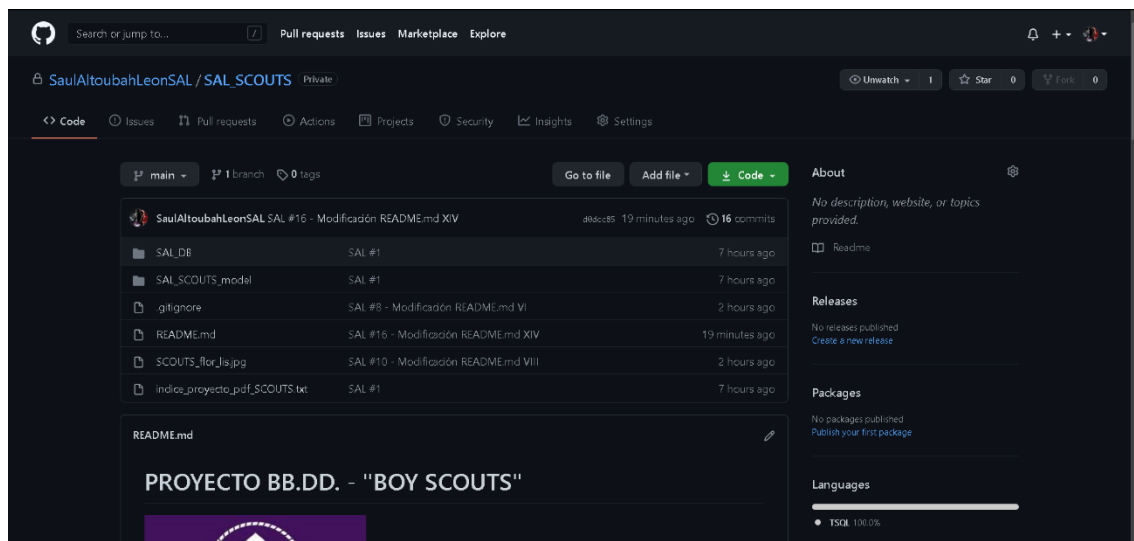 Search or jump to... / Pull requests Issues Marketplace Explore
SaulAltoubahLeonSAL / SAL_SCOUTS Private Unwatch 1 Star 0 Fork 0
<> Code Issues Pull requests Actions Projects Security Insights Settings
main 1 branch 0 tags Go to file Add file Code
SaulAltoubahLeonSAL SAL #16 - Modificación README.md XIV d0dcc85 19 minutes ago 16 commits
SAL_DB SAL #1 7 hours ago
SAL_SCOUTS_model SAL #1 7 hours ago
.gitignore SAL #8 - Modificación README.md VI 2 hours ago
README.md SAL #16 - Modificación README.md XIV 19 minutes ago
SCOUTS_flor_lis.jpg SAL #10 - Modificación README.md VIII 2 hours ago
indice_proyecto_pdf_SCOUTS.txt SAL #1 7 hours ago
README.md
PROYECTO BB.DD. - "BOY SCOUTS"
About
No description, website, or topics
provided.
Readme
Releases
No releases published
Create a new release
Packages
No packages published
Publish your first package
Languages
TSQL 100.0%